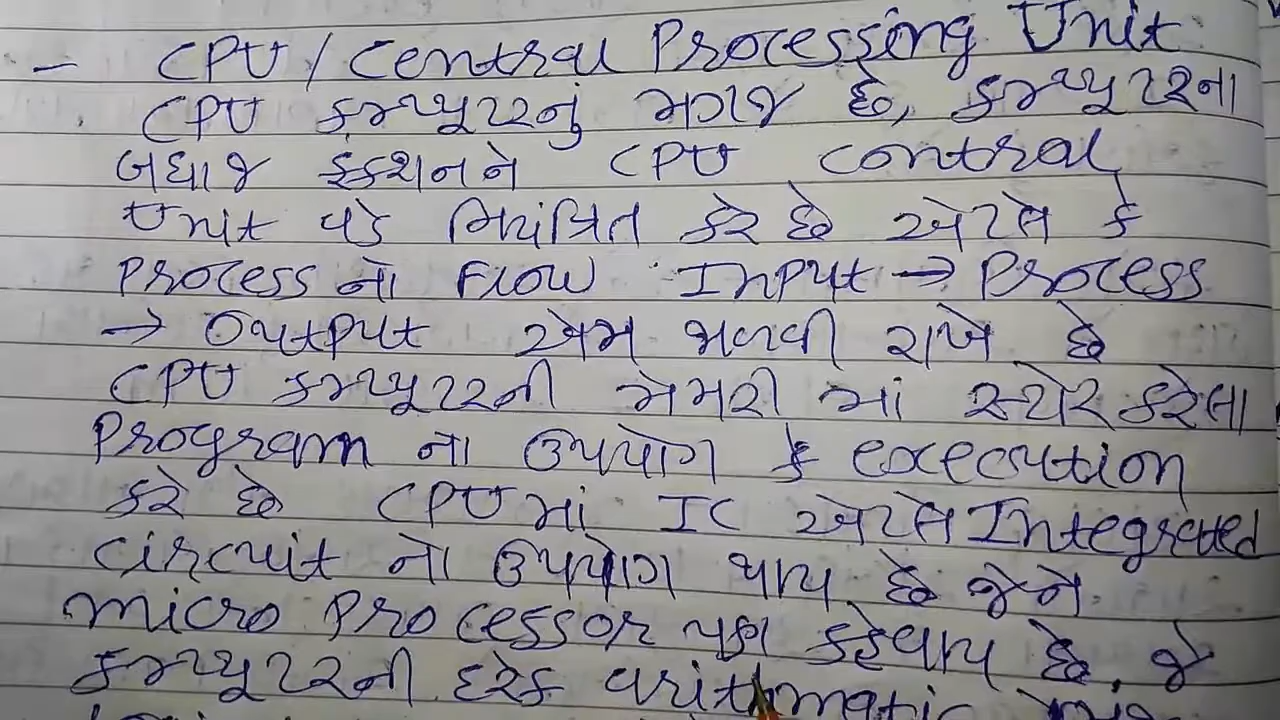 - CPU / Central Processing Unit
CPU કમ્પ્યૂટરનું મગજ છે, કમ્પ્યૂટરના
બધાજ ફંકશનને CPU Control
Unit વડે નિયંત્રિત કરે છે એટલે કે
Process નો Flow Input → Process
→ Output એમ જાળવી રાખે છે
CPU કમ્પ્યૂટરની મેમરી માં સ્ટોર કરેલા
Program ના ઉપયોગ કે execution
કરે છે CPU માં IC એટલે Integrated
Circuit નો ઉપયોગ થાય છે જેને
micro Processor પણ કહેવાય છે. જે
કમ્પ્યૂટરની દરેક arithmatic